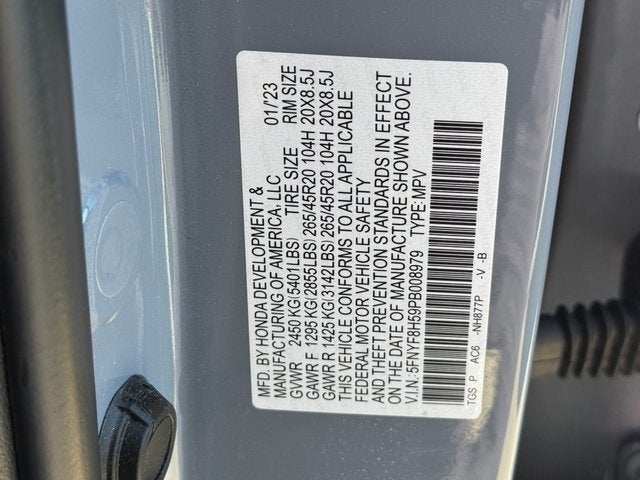 MFD. BY HONDA DEVELOPMENT &
MANUFACTURING OF AMERICA, LLC 01/'23
GVWR 2450 KG(5401LBS) TIRE SIZE RIM SIZE
GAWR F 1295 KG(2855LBS) 265/45R20 104H 20X8.5J
GAWR R 1425 KG(3142LBS) 265/45R20 104H 20X8.5J
THIS VEHICLE CONFORMS TO ALL APPLICABLE
FEDERAL MOTOR VEHICLE SAFETY
AND THEFT PREVENTION STANDARDS IN EFFECT
ON THE DATE OF MANUFACTURE SHOWN ABOVE.
V.I.N.:5FNYF8H59PB008979 TYPE:MPV
TGS P AC6 -NH877P -V -B